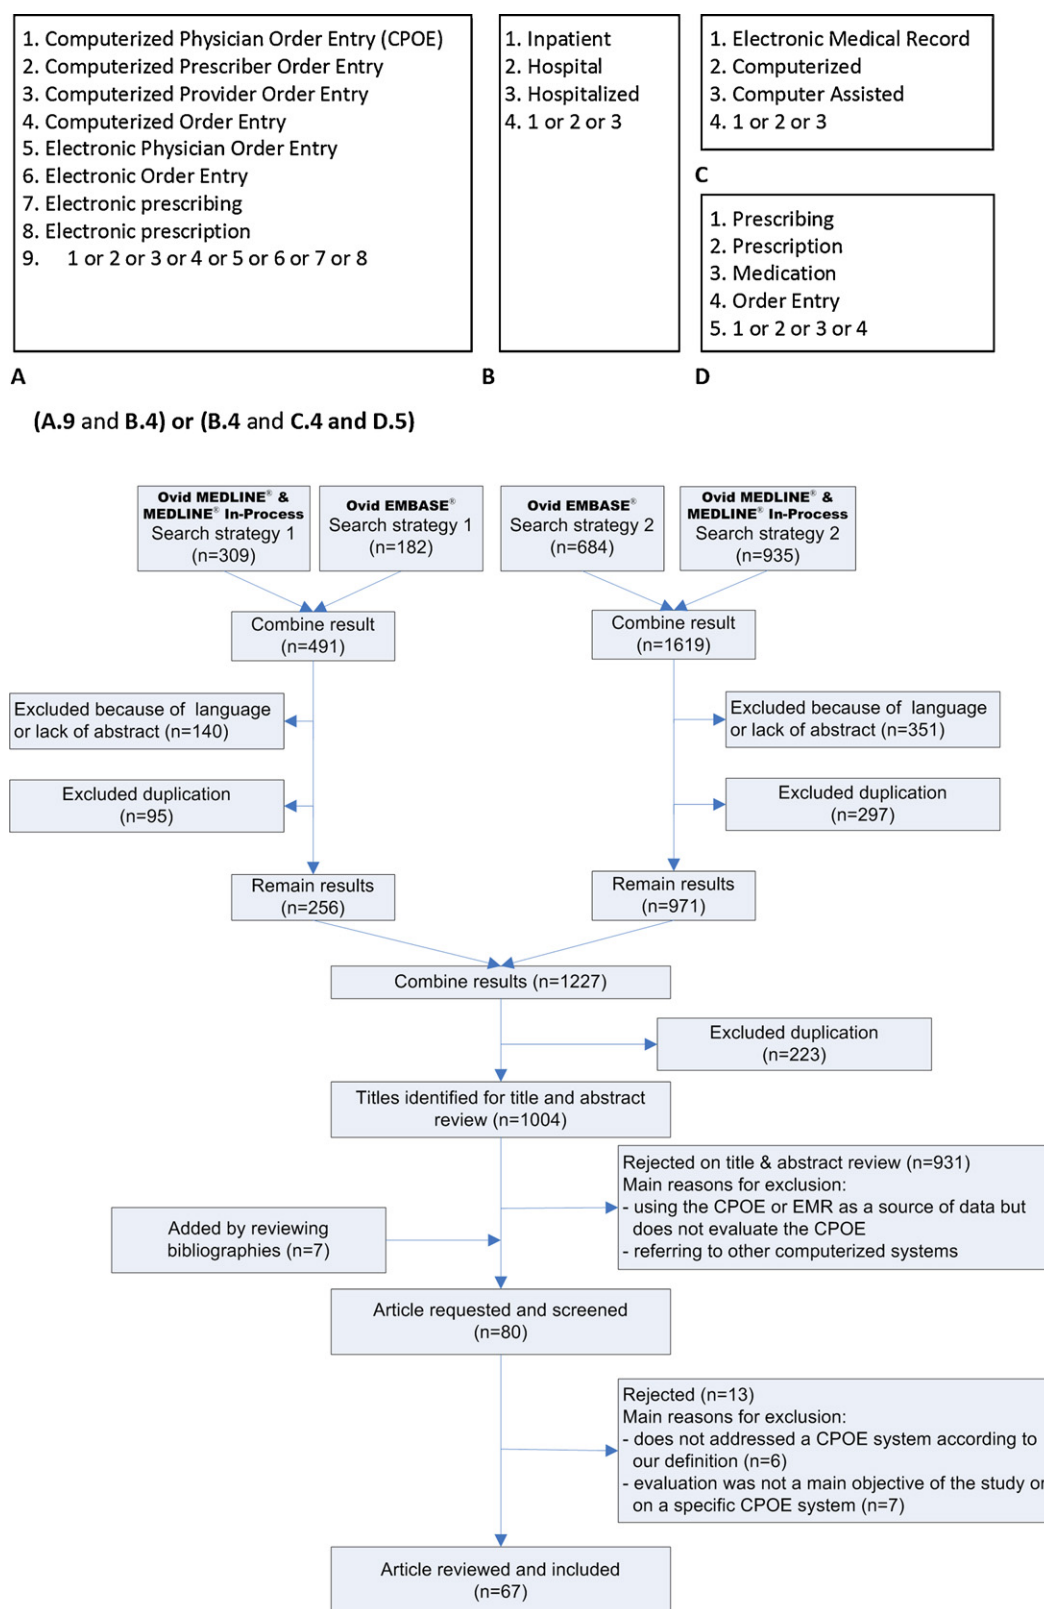 1. Computerized Physician Order Entry (CPOE)
2. Computerized Prescriber Order Entry
3. Computerized Provider Order Entry
4. Computerized Order Entry
5. Electronic Physician Order Entry
6. Electronic Order Entry
7. Electronic prescribing
8. Electronic prescription
9. 1 or 2 or 3 or 4 or 5 or 6 or 7 or 8
A
1. Inpatient
2. Hospital
3. Hospitalized
4. 1 or 2 or 3
B
1. Electronic Medical Record
2. Computerized
3. Computer Assisted
4. 1 or 2 or 3
C
1. Prescribing
2. Prescription
3. Medication
4. Order Entry
5. 1 or 2 or 3 or 4
D
(A.9 and B.4) or (B.4 and C.4 and D.5)
Ovid MEDLINE® &
MEDLINE® In-Process
Search strategy 1
(n=309)
Ovid EMBASE®
Search strategy 1
(n=182)
Ovid EMBASE®
Search strategy 2
(n=684)
Ovid MEDLINE® &
MEDLINE® In-Process
Search strategy 2
(n=935)
Combine result
(n=491)
Combine result
(n=1619)
Excluded because of language
or lack of abstract (n=140)
Excluded because of language
or lack of abstract (n=351)
Excluded duplication
(n=95)
Excluded duplication
(n=297)
Remain results
(n=256)
Remain results
(n=971)
Combine results (n=1227)
Excluded duplication
(n=223)
Titles identified for title and abstract
review (n=1004)
Rejected on title & abstract review (n=931)
Main reasons for exclusion:
- using the CPOE or EMR as a source of data but
does not evaluate the CPOE
- referring to other computerized systems
Added by reviewing
bibliographies (n=7)
Article requested and screened
(n=80)
Rejected (n=13)
Main reasons for exclusion:
- does not addressed a CPOE system according to
our definition (n=6)
- evaluation was not a main objective of the study or
on a specific CPOE system (n=7)
Article reviewed and included
(n=67)